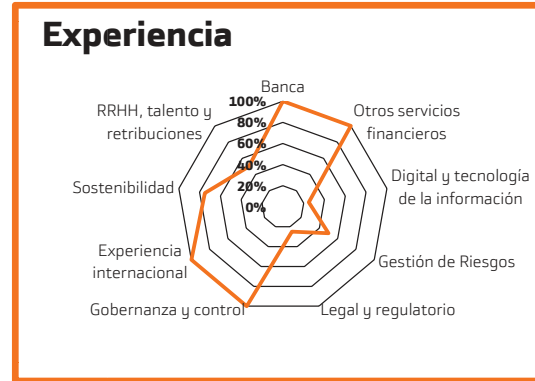 Experiencia
Banca
100%
80%
60%
40%
20%
0%
Otros servicios
financieros
Digital y tecnología
de la información
Gestión de Riesgos
Legal y regulatorio
Gobernanza y control
Experiencia
internacional
Sostenibilidad
RRHH, talento y
retribuciones